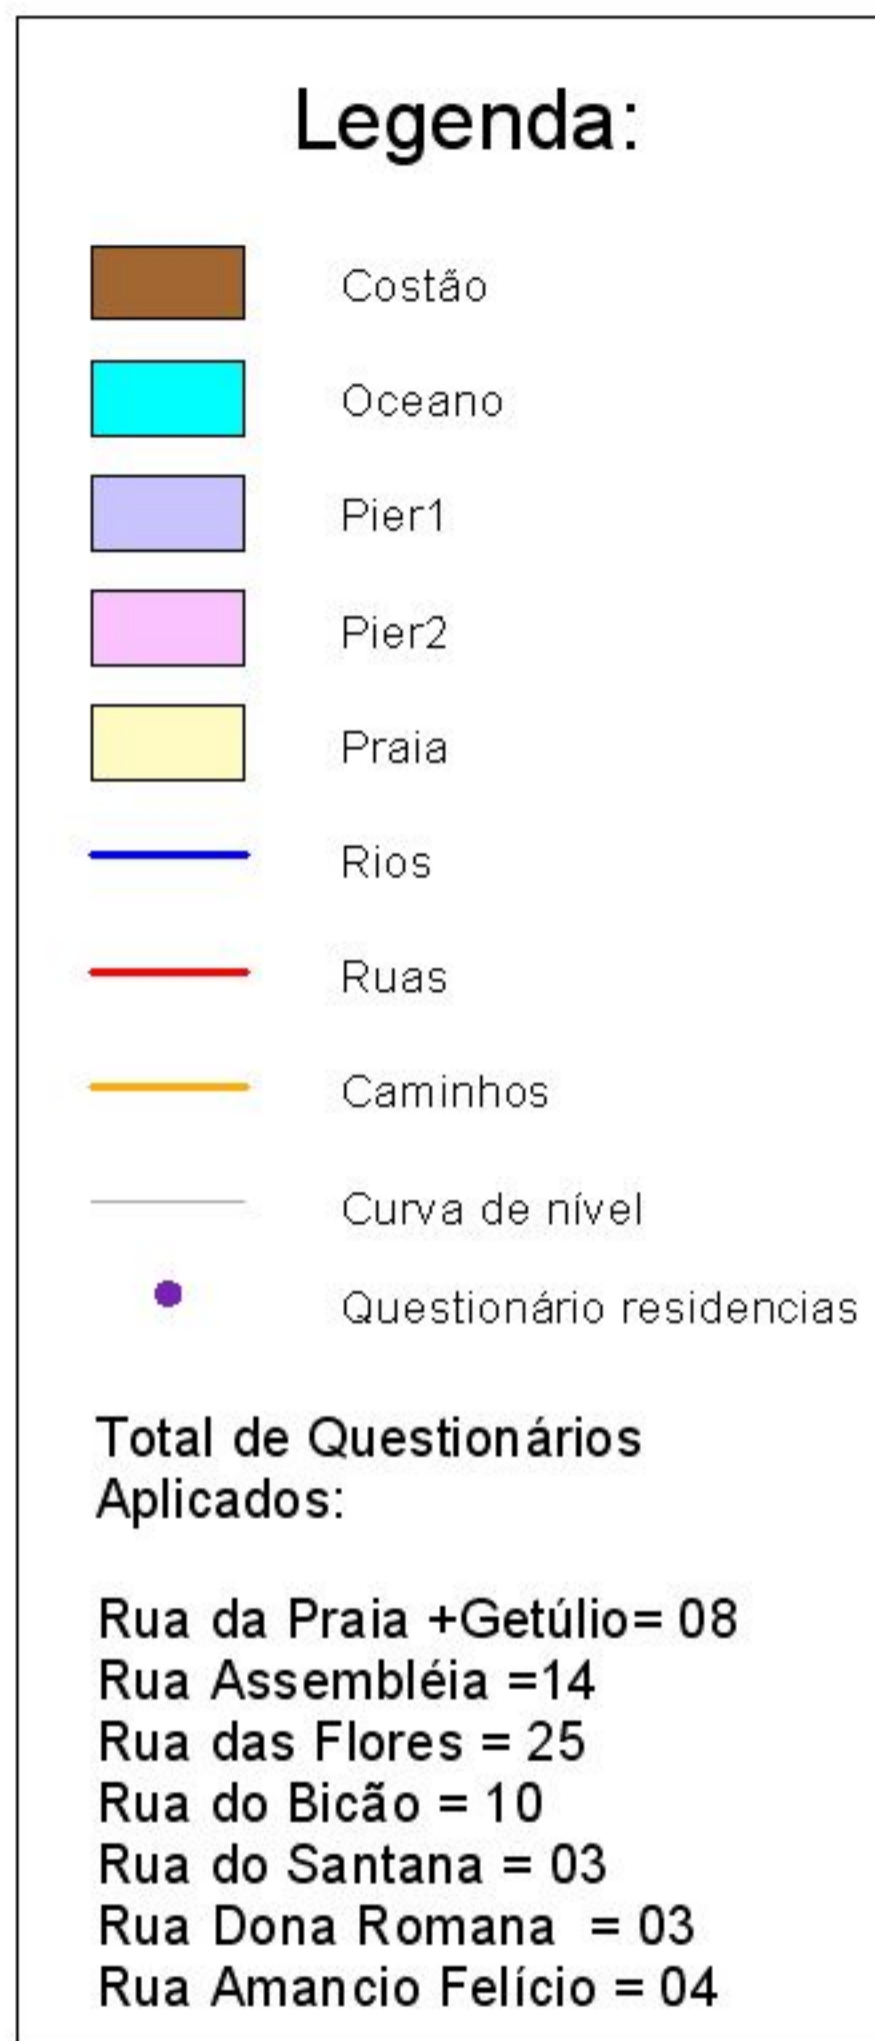 Legenda:
Costão
Oceano
Pier1
Pier2
Praia
Rios
Ruas
Caminhos
Curva de nível
Questionário residencias
Total de Questionários
Aplicados:
Rua da Praia +Getúlio= 08
Rua Assembléia =14
Rua das Flores = 25
Rua do Bicão = 10
Rua do Santana = 03
Rua Dona Romana  = 03
Rua Amancio Felício = 04